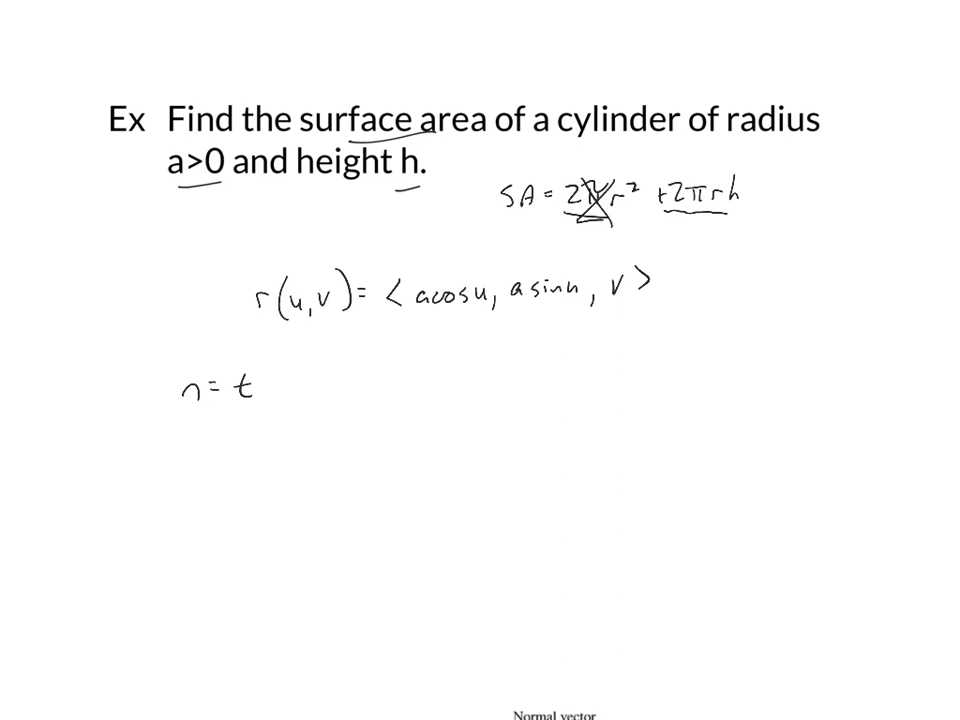 Ex Find the surface area of a cylinder of radius
a>0 and height h.
SA = 2πr² + 2πrh
r(u,v) = < acosu, asinu, v >
n = t
Normal vector